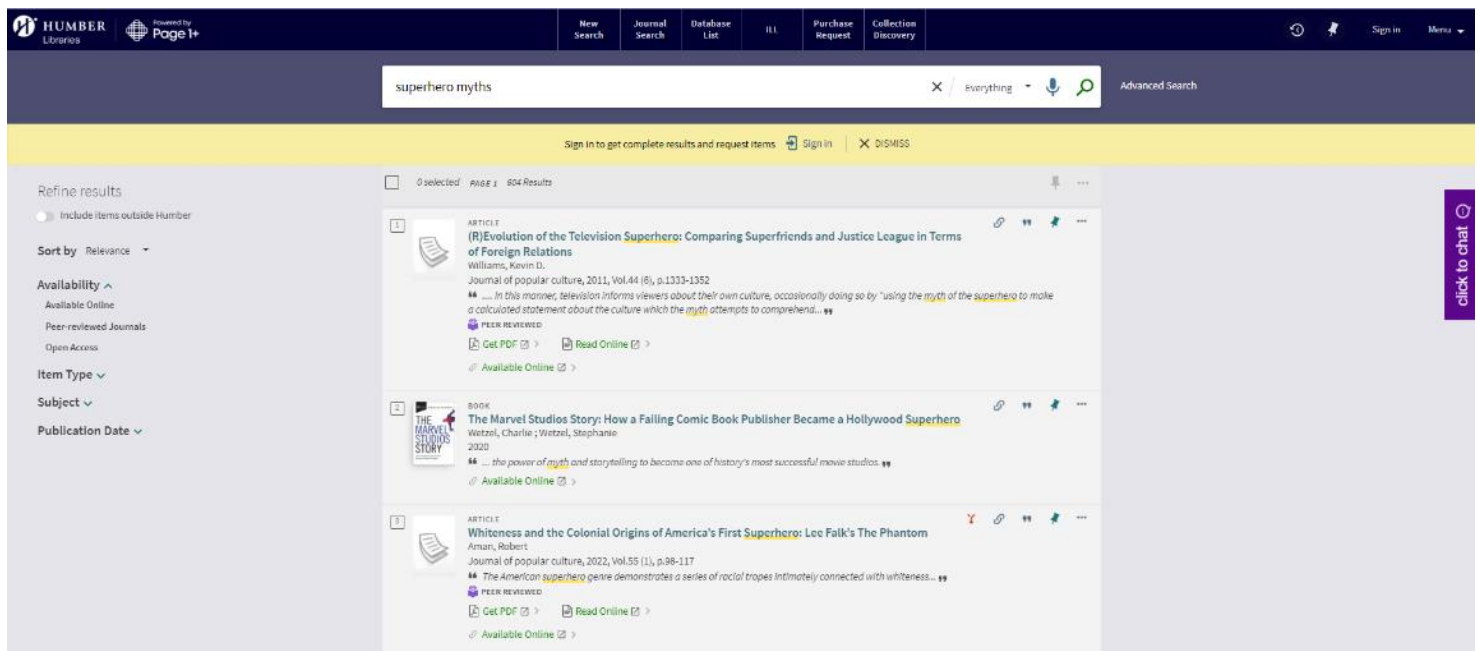 HUMBER
Libraries
Powered by
Page 1+
New
Search
Journal
Search
Database
List
ILL
Purchase
Request
Collection
Discovery
Sign in
Menu
superhero myths
Everything
Advanced Search
Sign in to get complete results and request items
Sign in
DISMISS
Refine results
Include items outside Humber
Sort by Relevance
Availability
Available Online
Peer-reviewed Journals
Open Access
Item Type
Subject
Publication Date
0 selected PAGE 1 604 Results
1
ARTICLE
(R)Evolution of the Television Superhero: Comparing Superfriends and Justice League in Terms
of Foreign Relations
Williams, Kevin D.
Journal of popular culture, 2011, Vol.44 (6), p.1333-1352
“ .... In this manner, television informs viewers about their own culture, occasionally doing so by "using the myth of the superhero to make
a calculated statement about the culture which the myth attempts to comprehend... ”
PEER REVIEWED
Get PDF
Read Online
Available Online
2
THE
MARVEL
STUDIOS
STORY
BOOK
The Marvel Studios Story: How a Failing Comic Book Publisher Became a Hollywood Superhero
Wetzel, Charlie ; Wetzel, Stephanie
2020
“ ... the power of myth and storytelling to become one of history's most successful movie studios. ”
Available Online
3
ARTICLE
Whiteness and the Colonial Origins of America's First Superhero: Lee Falk's The Phantom
Aman, Robert
Journal of popular culture, 2022, Vol.55 (1), p.98-117
“ The American superhero genre demonstrates a series of racial tropes intimately connected with whiteness... ”
PEER REVIEWED
Get PDF
Read Online
Available Online
click to chat